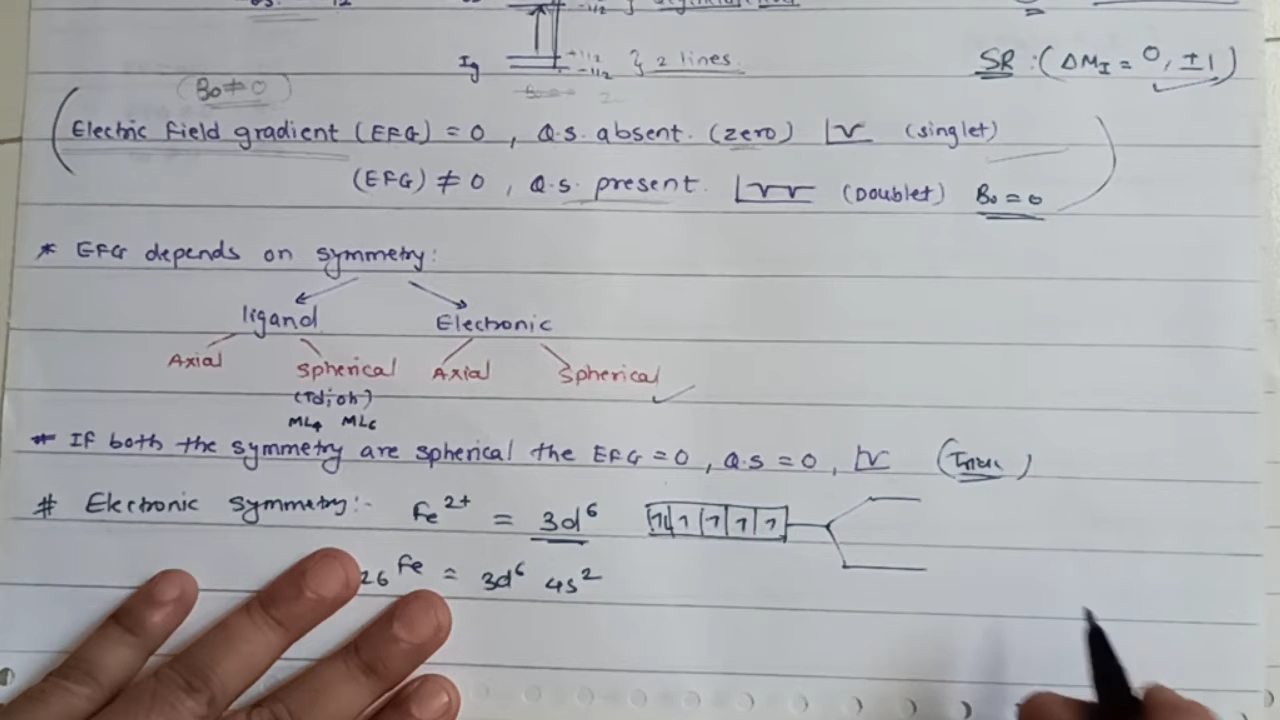 -1/2
Ig +1/2 -1/2 } 2 lines.
SR : (ΔM_I = 0, ±1)
(B₀ ≠ 0)
Electric field gradient (EFG) = 0 , Q.S. absent. (zero) (singlet)
(EFG) ≠ 0 , Q.S. present. (Doublet) B₀ = 0
* EFG depends on symmetry:
ligand Electronic
Axial Spherical Axial Spherical
(Td, oh)
ML₄ ML₆
* If both the symmetry are spherical the EFG = 0 , Q.S = 0 ,
# Electronic symmetry:- Fe²⁺ = 3d⁶
₂₆Fe = 3d⁶ 4s²